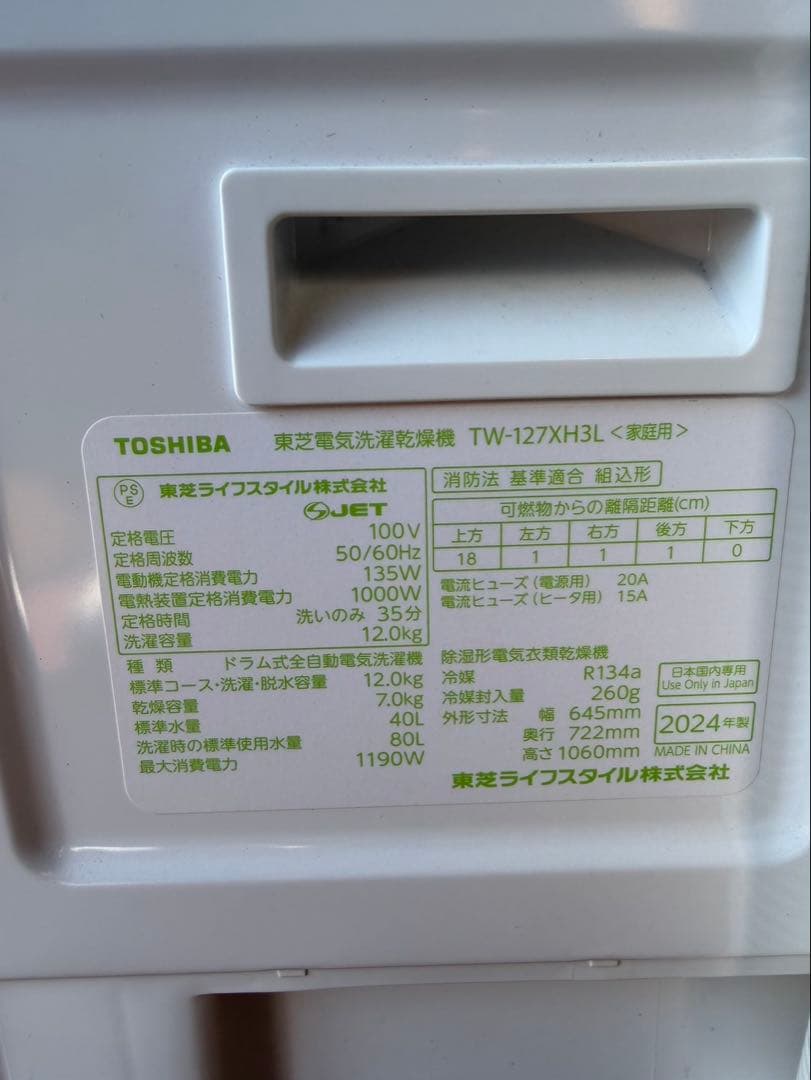 TOSHIBA 東芝電気洗濯乾燥機 TW-127XH3L<家庭用>
PS
E
東芝ライフスタイル株式会社
JET
定格電圧 100V
定格周波数 50/60Hz
電動機定格消費電力 135W
電熱装置定格消費電力 1000W
定格時間 洗いのみ 35分
洗濯容量 12.0kg
種類 ドラム式全自動電気洗濯機
標準コース・洗濯・脱水容量 12.0kg
乾燥容量 7.0kg
標準水量 40L
洗濯時の標準使用水量 80L
最大消費電力 1190W
消防法 基準適合 組込形
可燃物からの離隔距離(cm)
上方 左方 右方 後方 下方
18 1 1 1 0
電流ヒューズ(電源用) 20A
電流ヒューズ(ヒータ用) 15A
除湿形電気衣類乾燥機
冷媒 R134a
冷媒封入量 260g
外形寸法 幅 645mm
奥行 722mm
高さ 1060mm
日本国内専用
Use Only in Japan
2024年製
MADE IN CHINA
東芝ライフスタイル株式会社